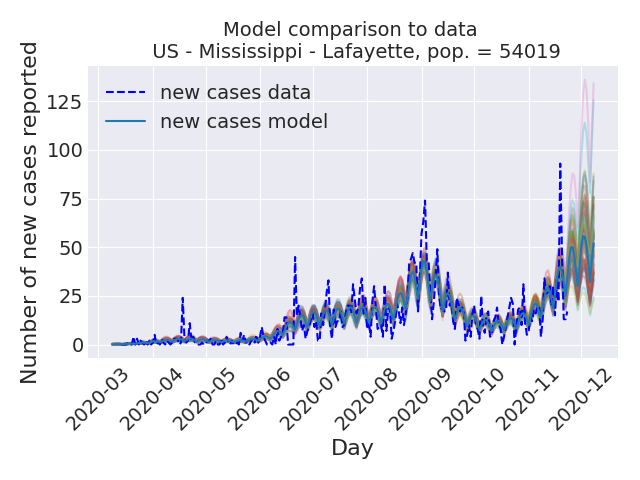 Model comparison to data
US - Mississippi - Lafayette, pop. = 54019
Number of new cases reported
new cases data
new cases model
125
100
75
50
25
0
2020-03
2020-04
2020-05
2020-06
2020-07
2020-08
2020-09
2020-10
2020-11
2020-12
Day